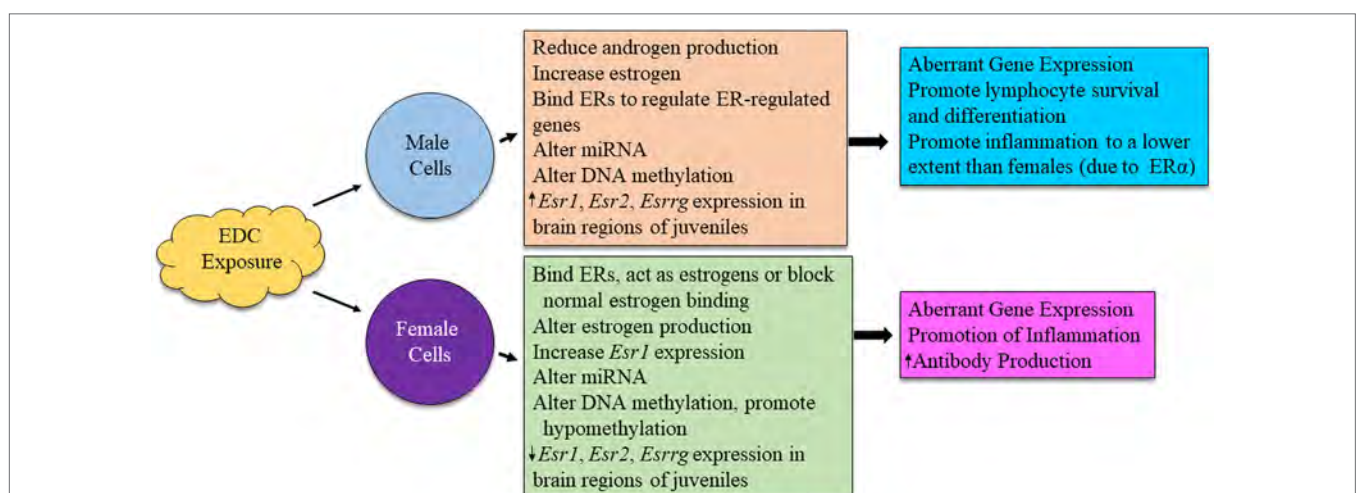 EDC
Exposure
Male
Cells
Reduce androgen production
Increase estrogen
Bind ERs to regulate ER-regulated
genes
Alter miRNA
Alter DNA methylation
↑Esr1, Esr2, Esrrg expression in
brain regions of juveniles
Aberrant Gene Expression
Promote lymphocyte survival
and differentiation
Promote inflammation to a lower
extent than females (due to ERα)
Female
Cells
Bind ERs, act as estrogens or block
normal estrogen binding
Alter estrogen production
Increase Esr1 expression
Alter miRNA
Alter DNA methylation, promote
hypomethylation
↓Esr1, Esr2, Esrrg expression in
brain regions of juveniles
Aberrant Gene Expression
Promotion of Inflammation
↑Antibody Production